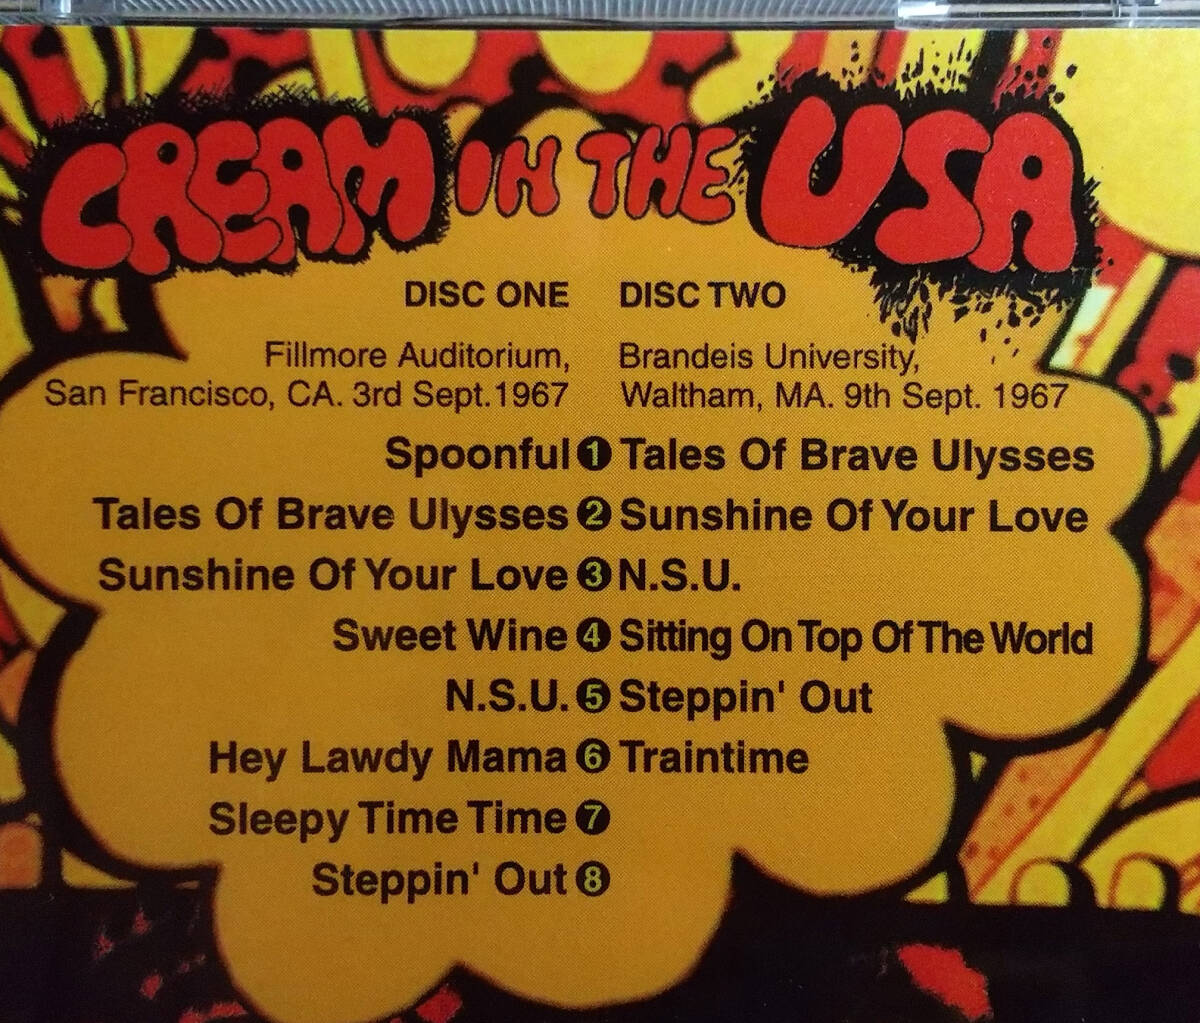 CREAM IN THE USA
DISC ONE DISC TWO
Fillmore Auditorium, Brandeis University,
San Francisco, CA. 3rd Sept.1967 Waltham, MA. 9th Sept. 1967
Spoonful 1 Tales Of Brave Ulysses
Tales Of Brave Ulysses 2 Sunshine Of Your Love
Sunshine Of Your Love 3 N.S.U.
Sweet Wine 4 Sitting On Top Of The World
N.S.U. 5 Steppin' Out
Hey Lawdy Mama 6 Traintime
Sleepy Time Time 7
Steppin' Out 8